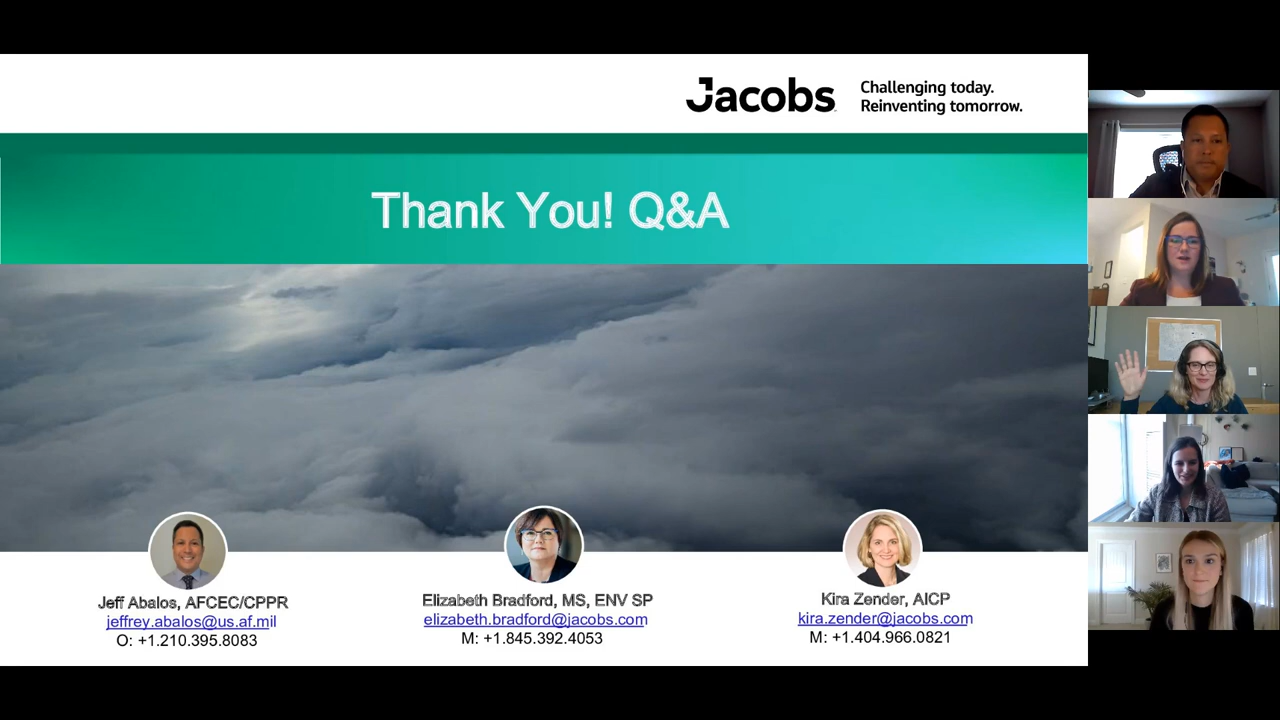 Jacobs
Challenging today.
Reinventing tomorrow.
Thank You! Q&A
Jeff Abalos, AFCEC/CPPR
jeffrey.abalos@us.af.mil
O: +1.210.395.8083
Elizabeth Bradford, MS, ENV SP
elizabeth.bradford@jacobs.com
M: +1.845.392.4053
Kira Zender, AICP
kira.zender@jacobs.com
M: +1.404.966.0821